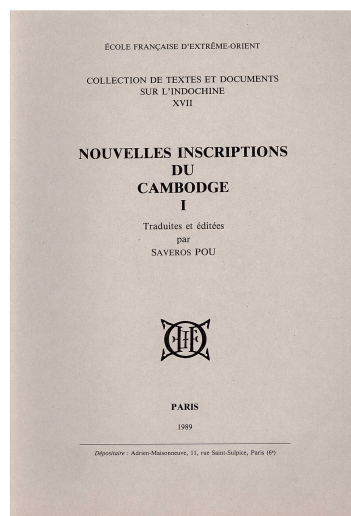 ÉCOLE FRANÇAISE D'EXTRÊME-ORIENT
COLLECTION DE TEXTES ET DOCUMENTS
SUR L'INDOCHINE
XVII
NOUVELLES INSCRIPTIONS
DU
CAMBODGE
I
Traduites et éditées
par
SAVEROS POU
PARIS
1989
Dépositaire : Adrien-Maisonneuve, 11, rue Saint-Sulpice, Paris (6e)